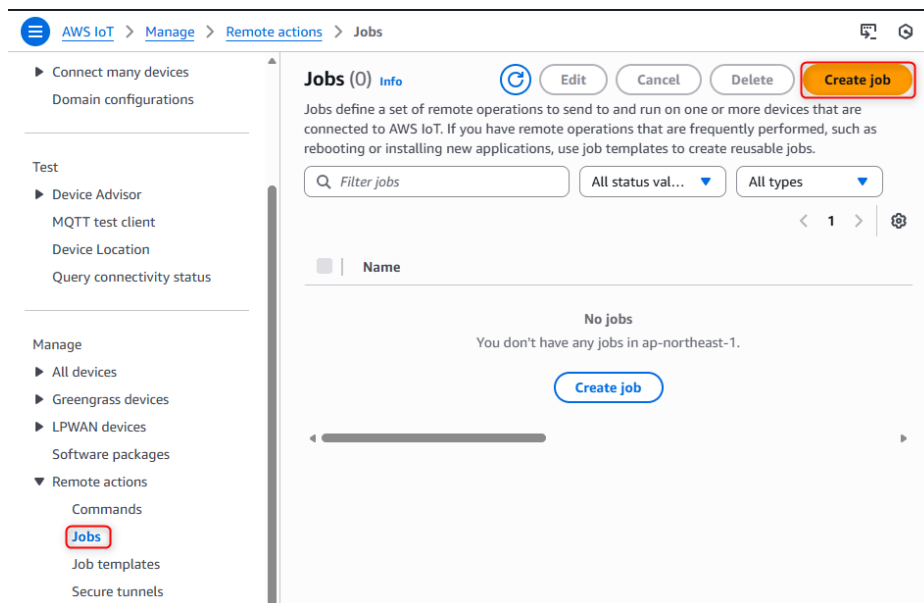 AWS IoT > Manage > Remote actions > Jobs
Connect many devices
Domain configurations
Test
Device Advisor
MQTT test client
Device Location
Query connectivity status
Manage
All devices
Greengrass devices
LPWAN devices
Software packages
Remote actions
Commands
Jobs
Job templates
Secure tunnels
Jobs (0) Info Edit Cancel Delete Create job
Jobs define a set of remote operations to send to and run on one or more devices that are
connected to AWS IoT. If you have remote operations that are frequently performed, such as
rebooting or installing new applications, use job templates to create reusable jobs.
Filter jobs All status val... All types
< 1 >
Name
No jobs
You don't have any jobs in ap-northeast-1.
Create job